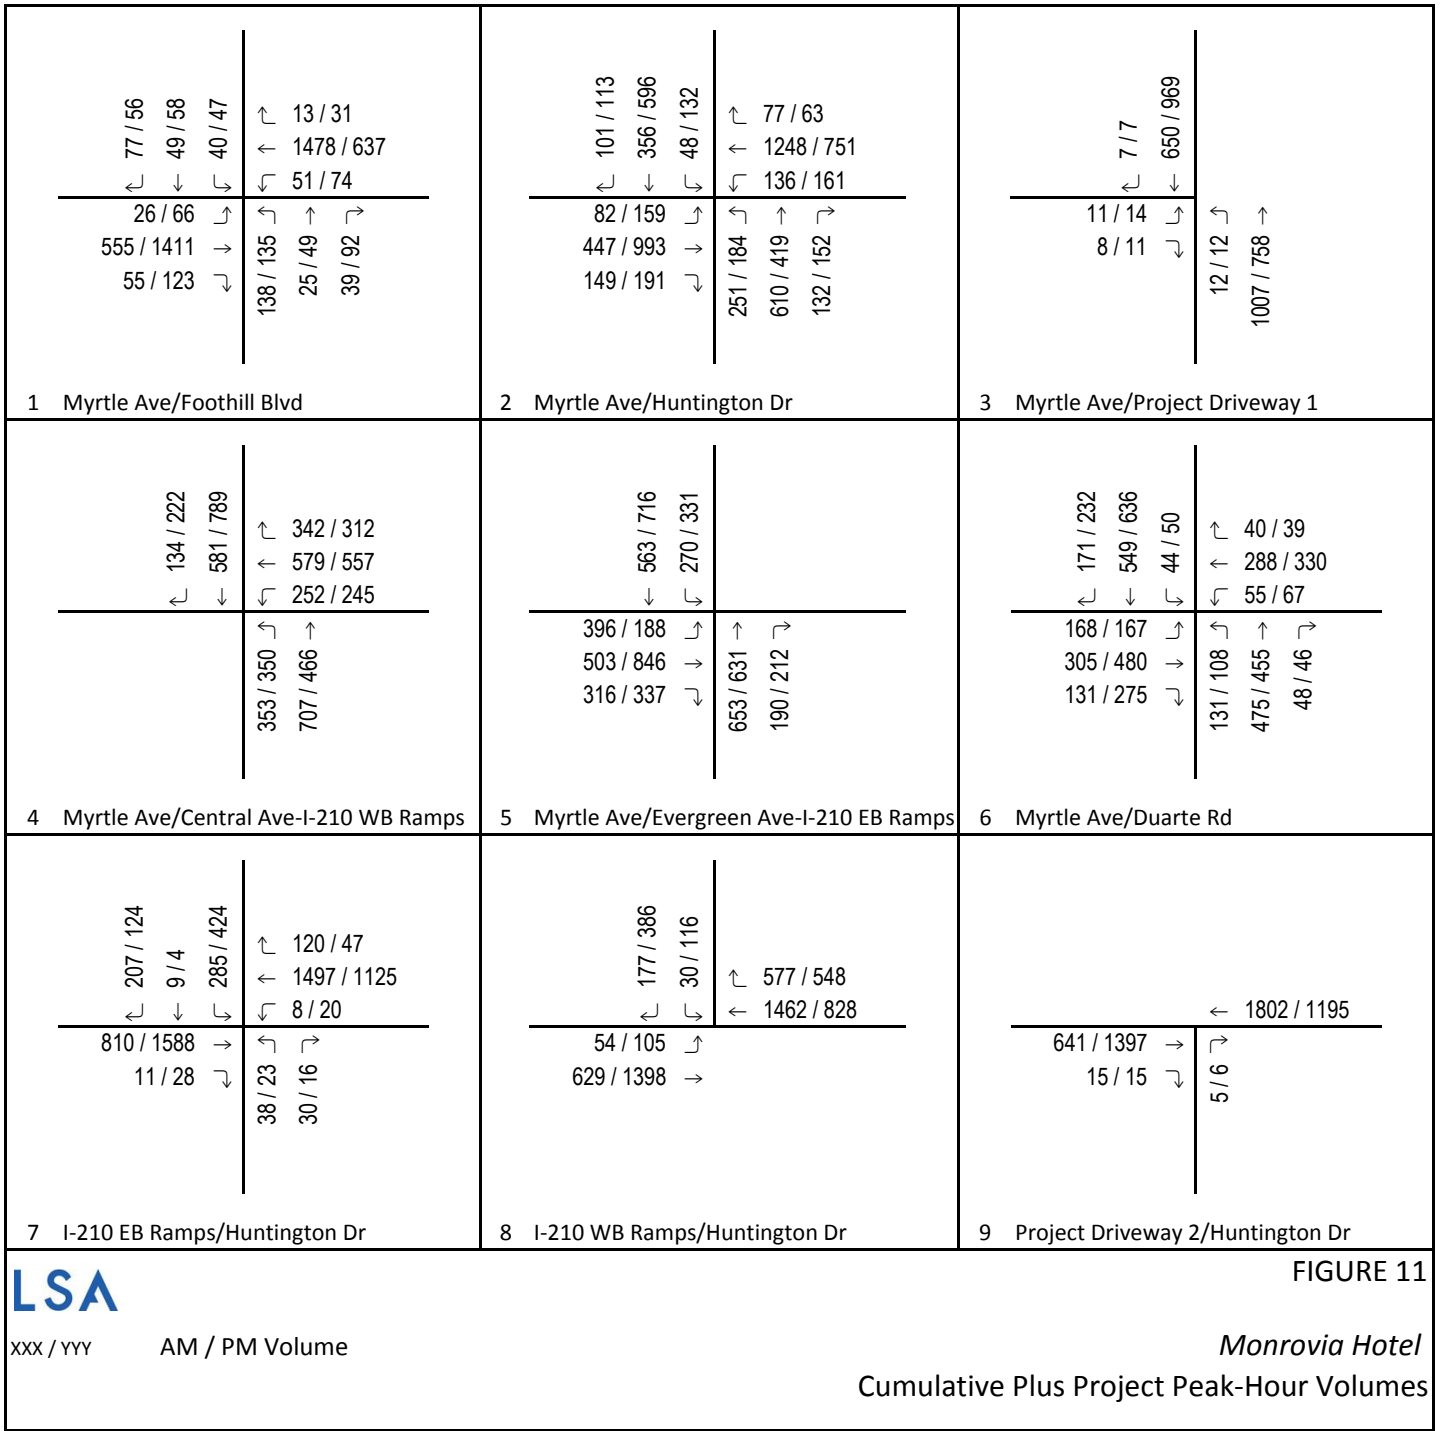 77 / 56
49 / 58
40 / 47
13 / 31
1478 / 637
51 / 74
26 / 66
555 / 1411
55 / 123
138 / 135
25 / 49
39 / 92
1 Myrtle Ave/Foothill Blvd
101 / 113
356 / 596
48 / 132
77 / 63
1248 / 751
136 / 161
82 / 159
447 / 993
149 / 191
251 / 184
610 / 419
132 / 152
2 Myrtle Ave/Huntington Dr
7 / 7
650 / 969
11 / 14
8 / 11
12 / 12
1007 / 758
3 Myrtle Ave/Project Driveway 1
134 / 222
581 / 789
342 / 312
579 / 557
252 / 245
353 / 350
707 / 466
4 Myrtle Ave/Central Ave-I-210 WB Ramps
563 / 716
270 / 331
396 / 188
503 / 846
316 / 337
653 / 631
190 / 212
5 Myrtle Ave/Evergreen Ave-I-210 EB Ramps
171 / 232
549 / 636
44 / 50
40 / 39
288 / 330
55 / 67
168 / 167
305 / 480
131 / 275
131 / 108
475 / 455
48 / 46
6 Myrtle Ave/Duarte Rd
207 / 124
9 / 4
285 / 424
120 / 47
1497 / 1125
8 / 20
810 / 1588
11 / 28
38 / 23
30 / 16
7 I-210 EB Ramps/Huntington Dr
177 / 386
30 / 116
577 / 548
1462 / 828
54 / 105
629 / 1398
8 I-210 WB Ramps/Huntington Dr
1802 / 1195
641 / 1397
15 / 15
5 / 6
9 Project Driveway 2/Huntington Dr
LSA
FIGURE 11
XXX / YYY AM / PM Volume
Monrovia Hotel
Cumulative Plus Project Peak-Hour Volumes